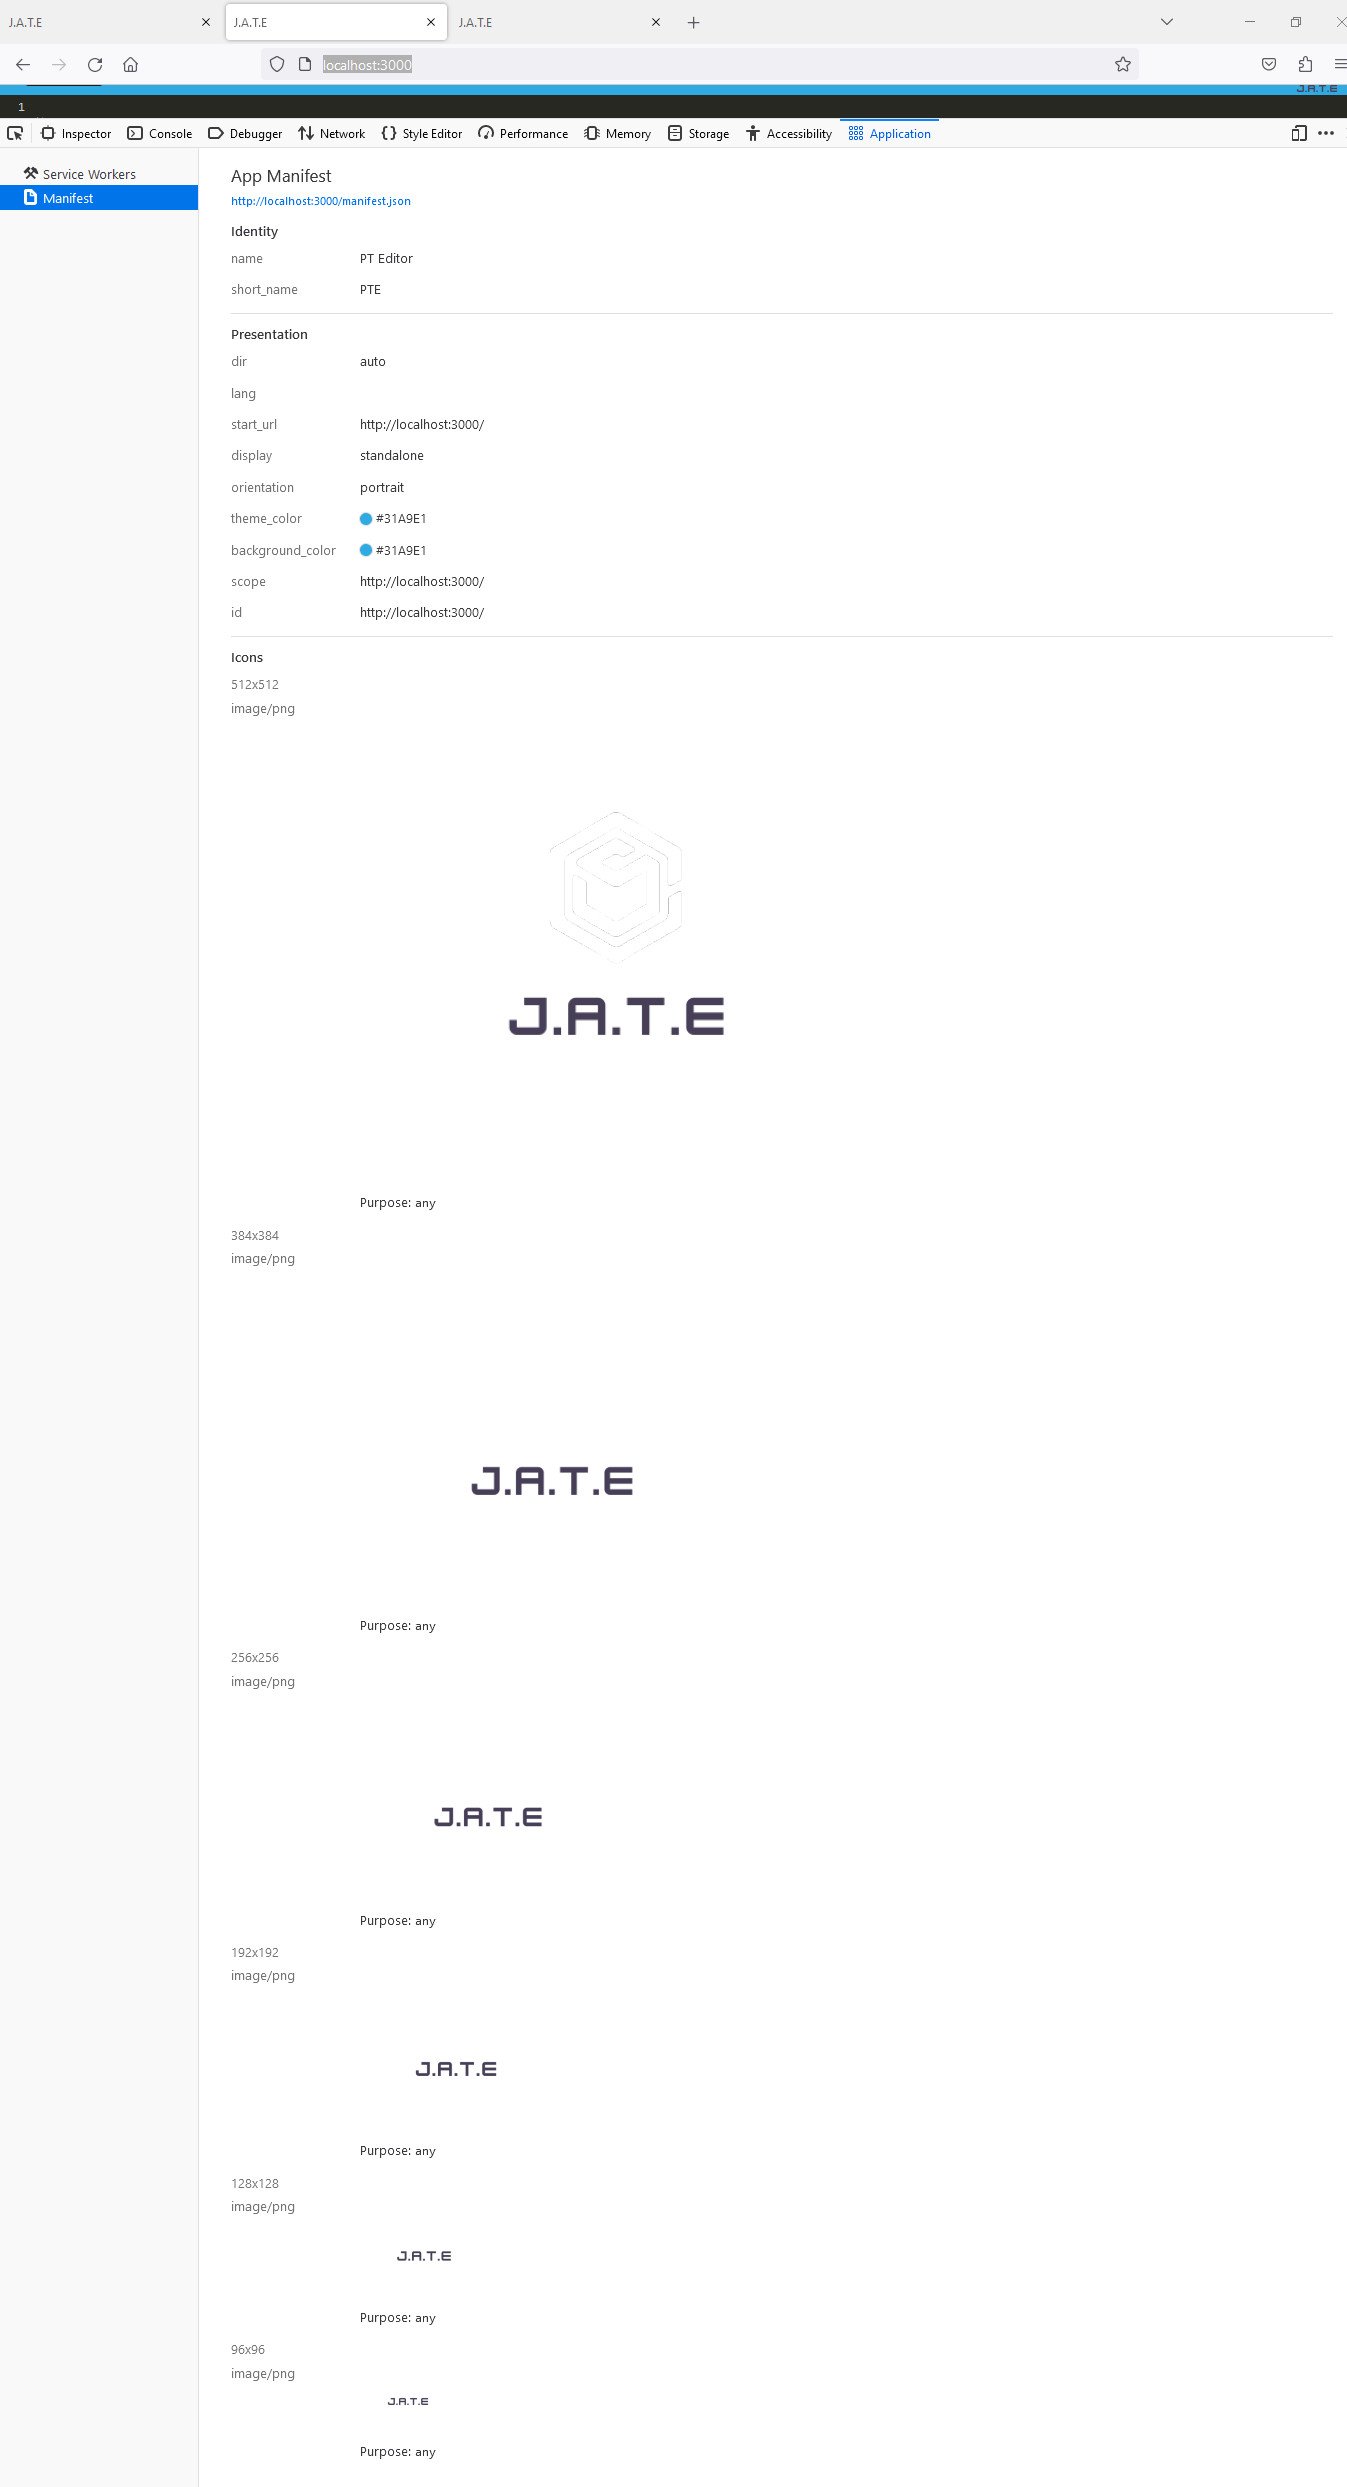 J.A.T.E
J.A.T.E
J.A.T.E
localhost:3000
J.A.T.E
1
Inspector Console Debugger Network Style Editor Performance Memory Storage Accessibility Application
Service Workers
Manifest
App Manifest
http://localhost:3000/manifest.json
Identity
name PT Editor
short_name PTE
Presentation
dir auto
lang
start_url http://localhost:3000/
display standalone
orientation portrait
theme_color #31A9E1
background_color #31A9E1
scope http://localhost:3000/
id http://localhost:3000/
Icons
512x512
image/png
J.A.T.E
Purpose: any
384x384
image/png
J.A.T.E
Purpose: any
256x256
image/png
J.A.T.E
Purpose: any
192x192
image/png
J.A.T.E
Purpose: any
128x128
image/png
J.A.T.E
Purpose: any
96x96
image/png
J.A.T.E
Purpose: any